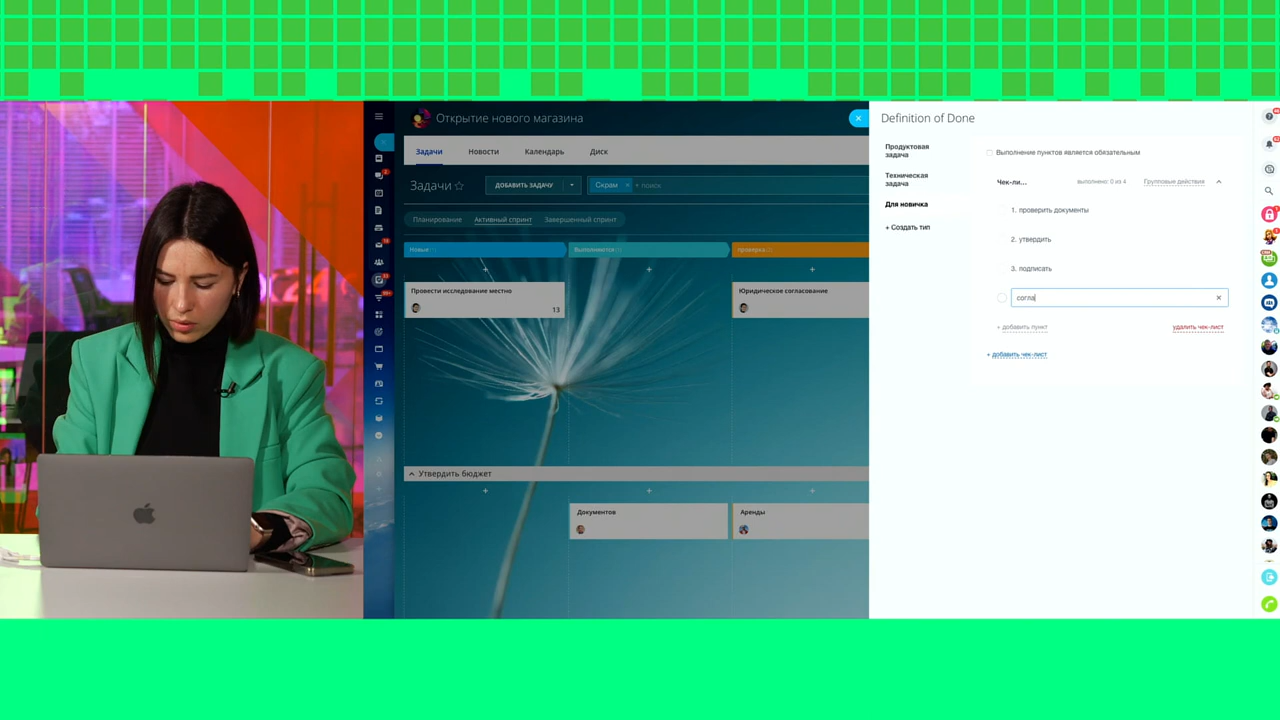 Открытие нового магазина
Задачи
Новости
Календарь
Диск
Задачи
ДОБАВИТЬ ЗАДАЧУ
Скрам
× поиск
Планирование
Активный спринт
Завершенный спринт
Новые
Выполняются
проверка
Провести исследование местно
13
Юридическое согласование
Утвердить бюджет
Документов
Аренды
Definition of Done
Продуктовая
задача
Техническая
задача
Для новичка
+ Создать тип
Выполнение пунктов является обязательным
Чек-ли...
выполнено: 0 из 4
Групповые действия
1. проверить документы
2. утвердить
3. подписать
согла
+ добавить пункт
удалить чек-лист
+ добавить чек-лист